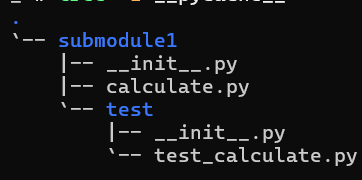 .
`-- submodule1
    |-- __init__.py
    |-- calculate.py
    `-- test
        |-- __init__.py
        `-- test_calculate.py